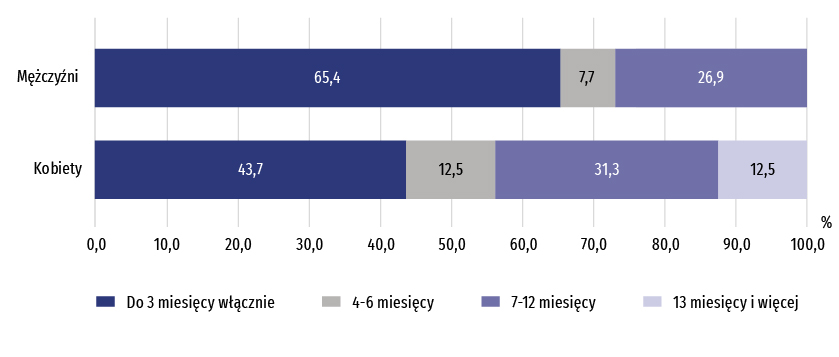 Mężczyźni 65,4 7,7 26,9
Kobiety 43,7 12,5 31,3 12,5
%
0,0 10,0 20,0 30,0 40,0 50,0 60,0 70,0 80,0 90,0 100,0
Do 3 miesięcy włącznie 4-6 miesięcy 7-12 miesięcy 13 miesięcy i więcej